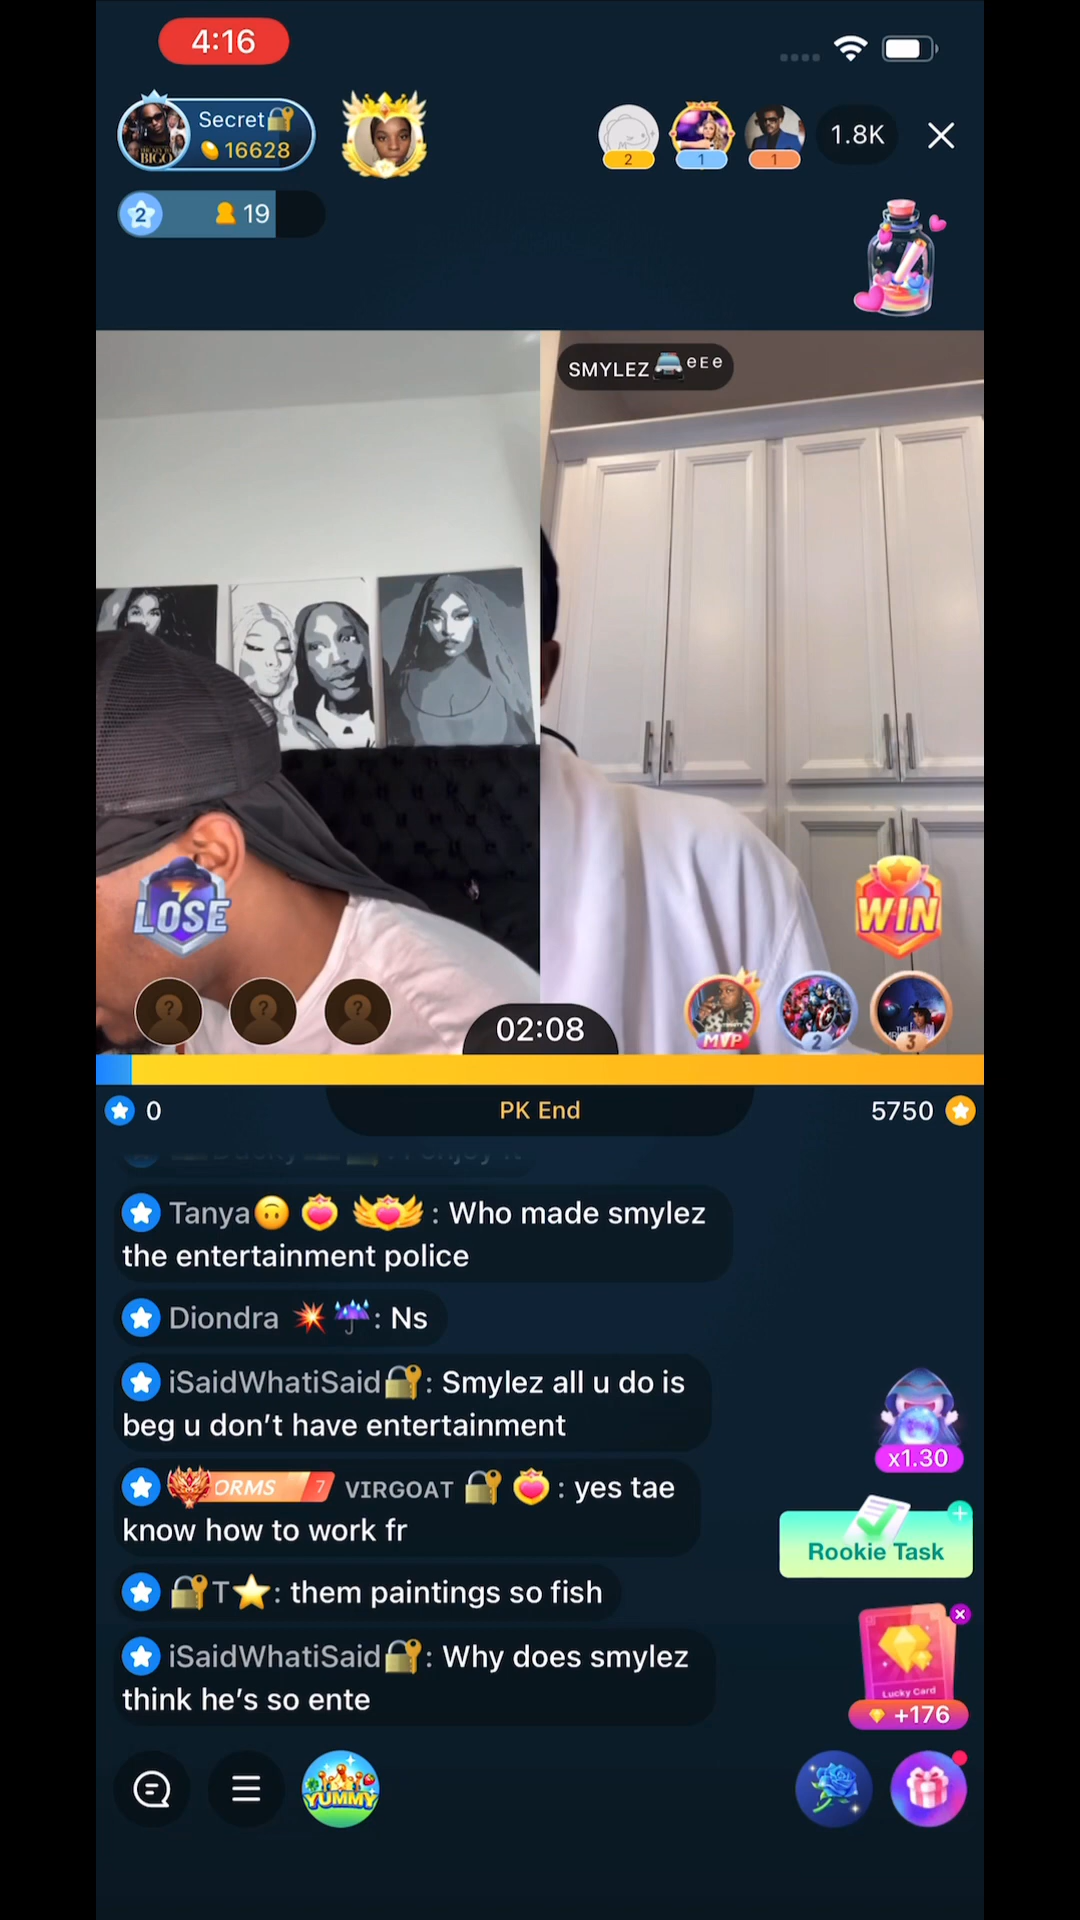 4:16
Secret🔐
16628
2
1
1
1.8K
2
19
SMYLEZ🚔ᵉᴱᵉ
LOSE
WIN
02:08
MVP
2
3
0
PK End
5750
Tanya🙃 : Who made smylez
the entertainment police
Diondra 💥☔: Ns
iSaidWhatiSaid🔐: Smylez all u do is
beg u don't have entertainment
ORMS 7 VIRGOAT 🔐 : yes tae
know how to work fr
🔐T⭐: them paintings so fish
iSaidWhatiSaid🔐: Why does smylez
think he's so ente
x1.30
Rookie Task
Lucky Card
+176
YUMMY